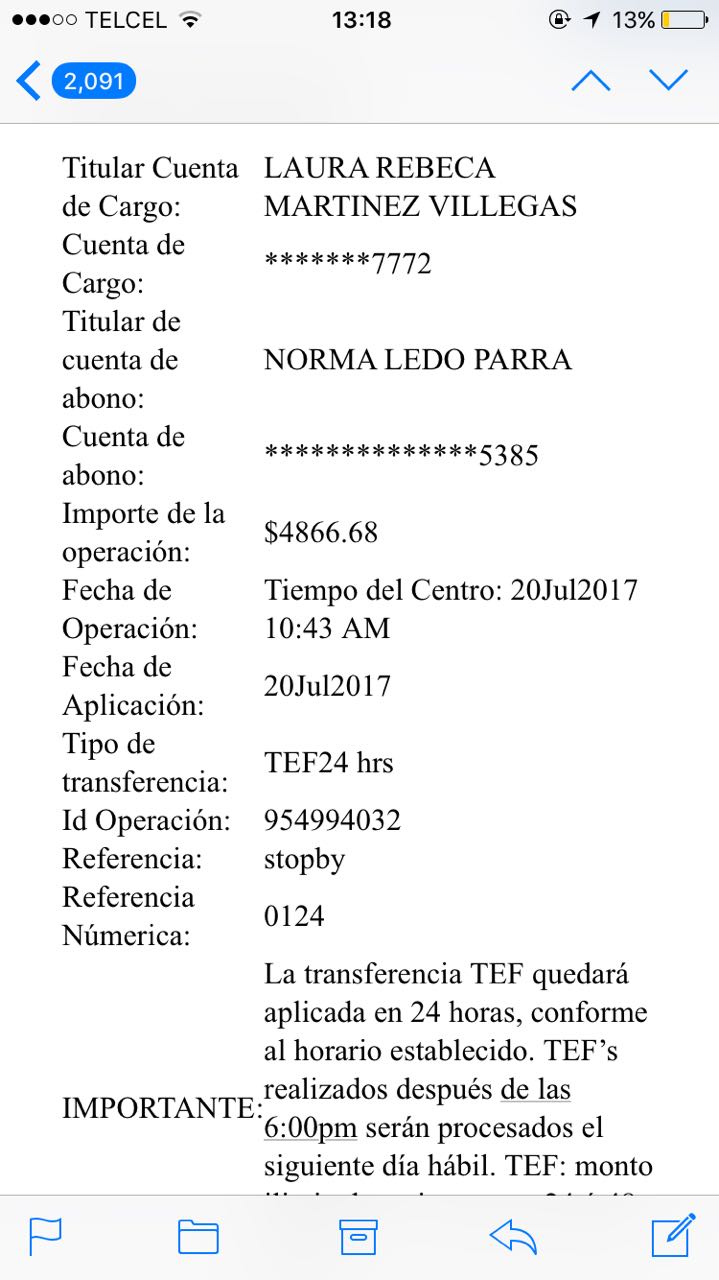 TELCEL 13:18 13%
2,091
Titular Cuenta de Cargo: LAURA REBECA MARTINEZ VILLEGAS
Cuenta de Cargo: *******7772
Titular de cuenta de abono: NORMA LEDO PARRA
Cuenta de abono: **************5385
Importe de la operación: $4866.68
Fecha de Operación: Tiempo del Centro: 20Jul2017 10:43 AM
Fecha de Aplicación: 20Jul2017
Tipo de transferencia: TEF24 hrs
Id Operación: 954994032
Referencia: stopby
Referencia Númerica: 0124
IMPORTANTE:
La transferencia TEF quedará
aplicada en 24 horas, conforme
al horario establecido. TEF’s
realizados después de las
6:00pm serán procesados el
siguiente día hábil. TEF: monto